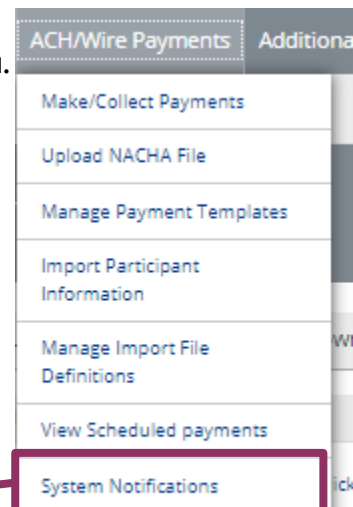 ACH/Wire Payments Additiona
Make/Collect Payments
Upload NACHA File
Manage Payment Templates
Import Participant
Information
Manage Import File
Definitions
View Scheduled payments
System Notifications